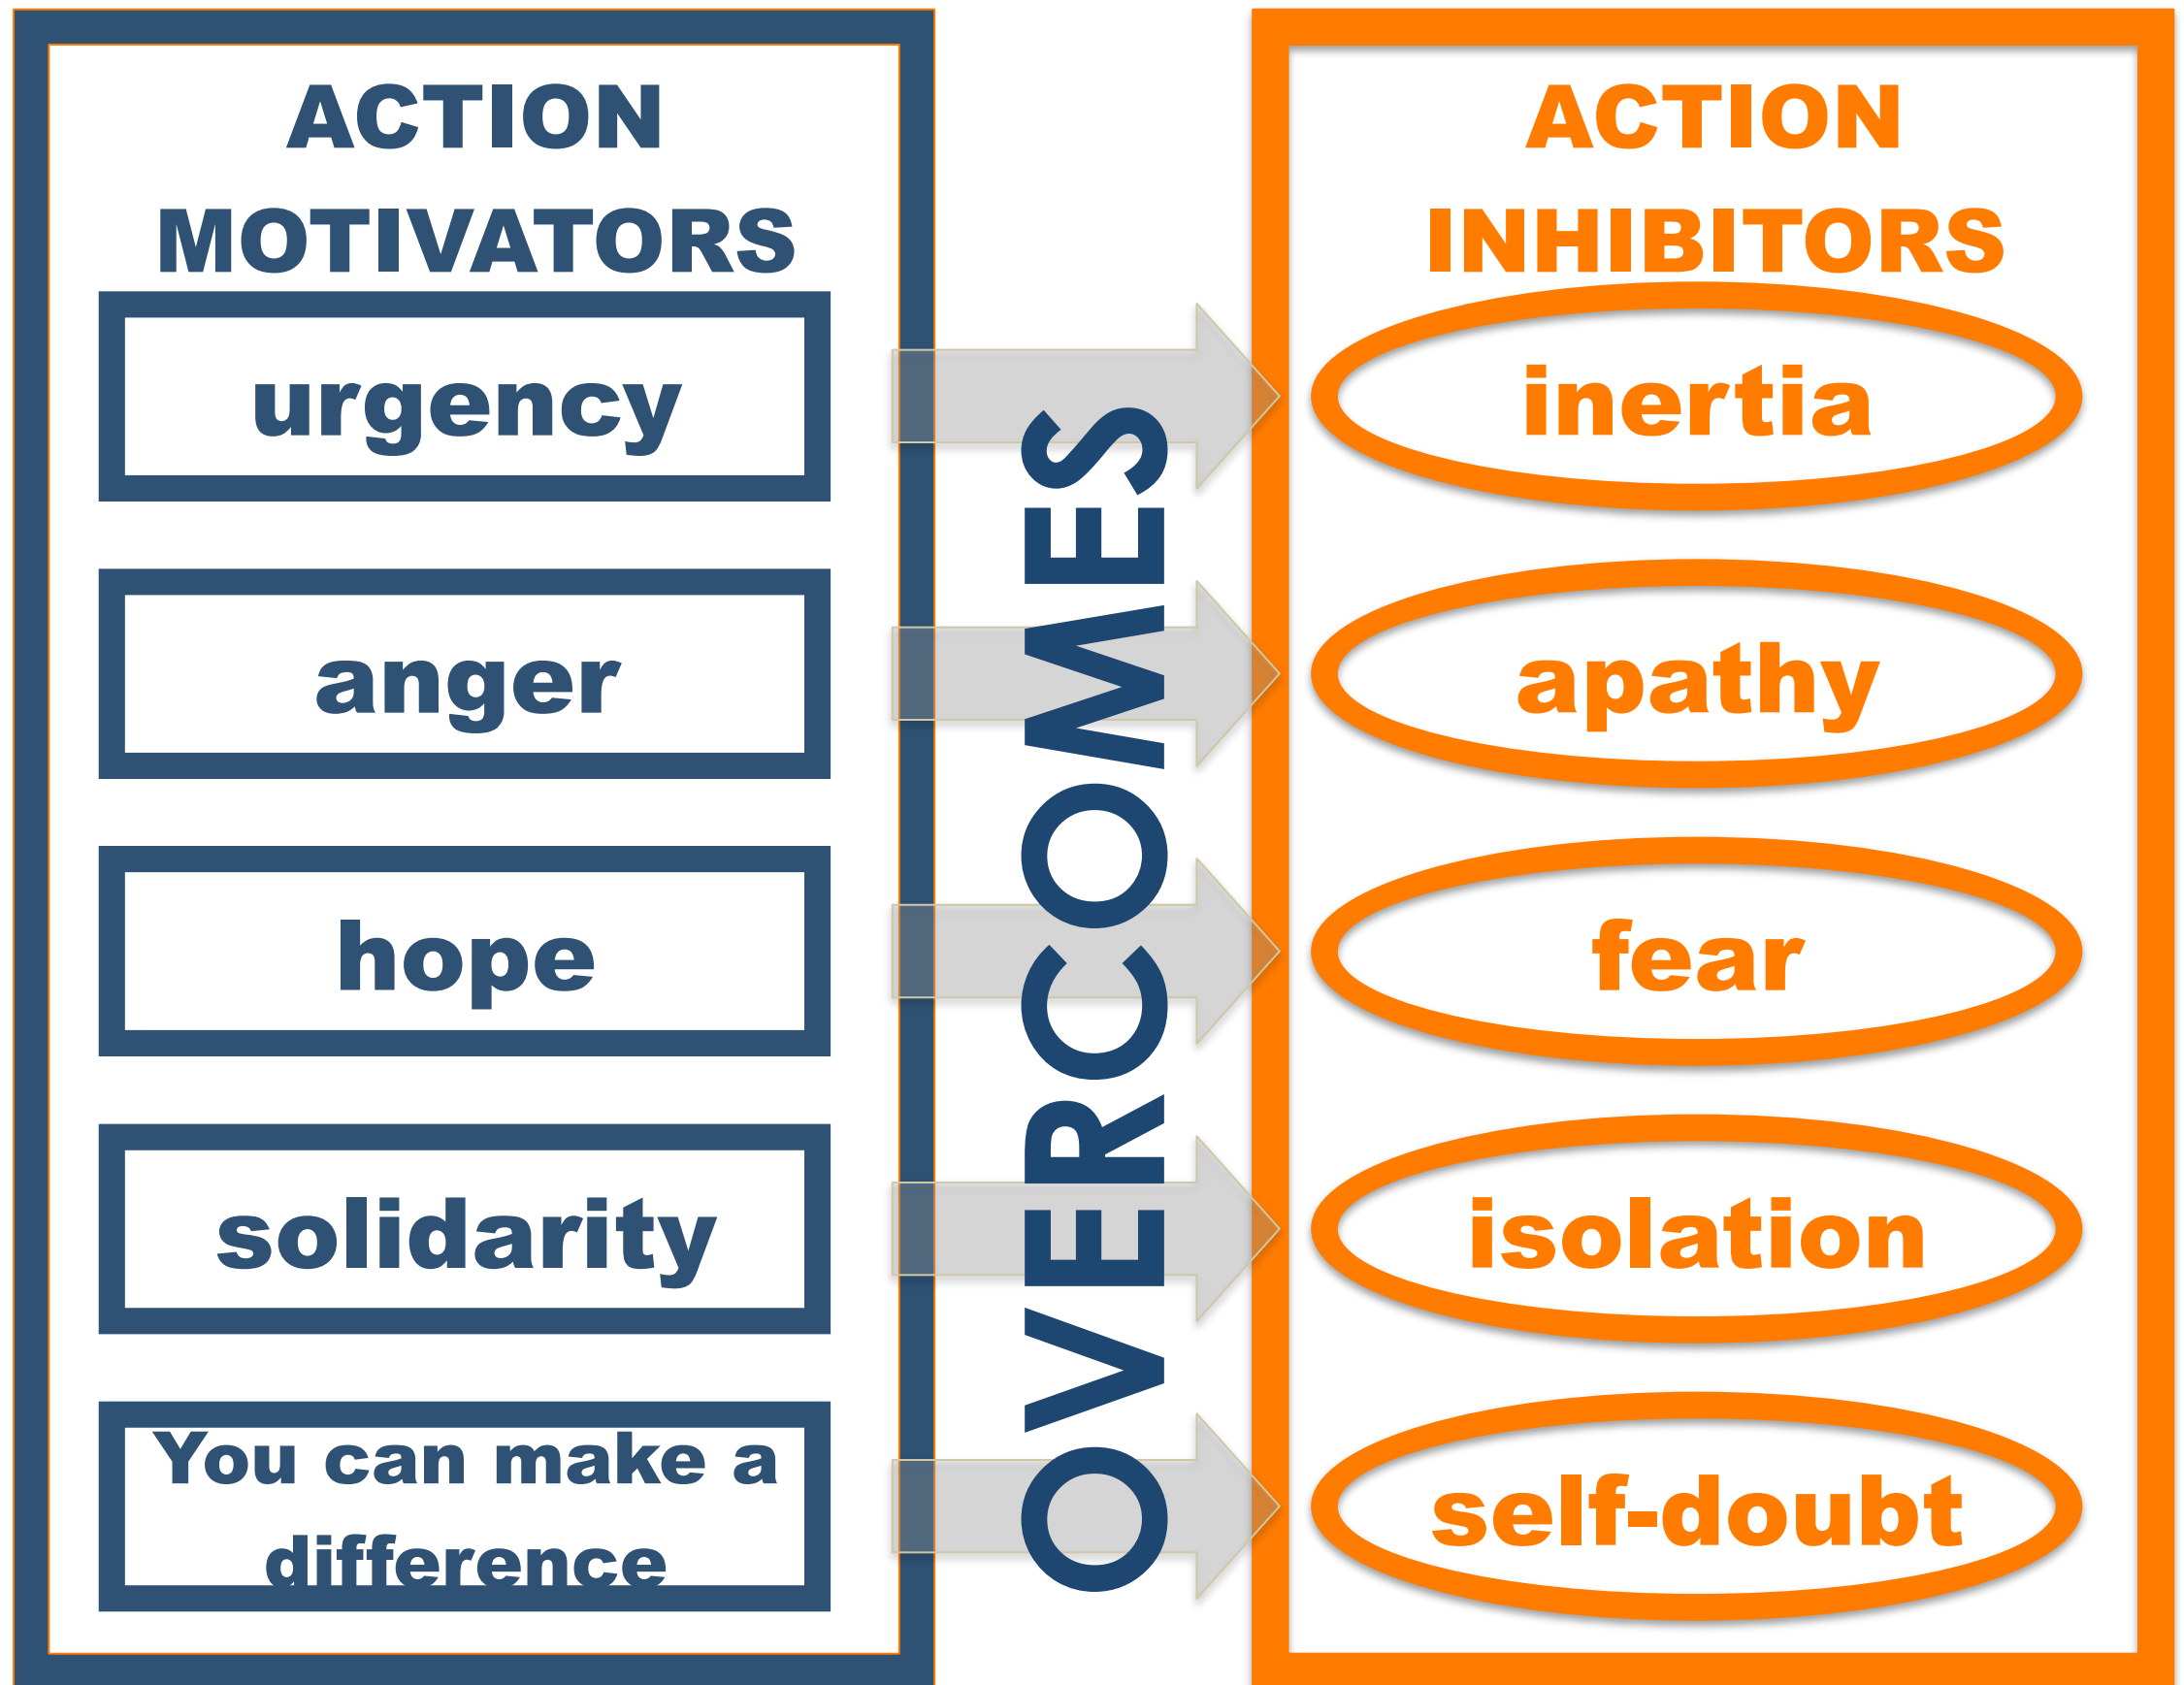 ACTION
MOTIVATORS
urgency
anger
hope
solidarity
You can make a
difference
OVERCOMES
ACTION
INHIBITORS
inertia
apathy
fear
isolation
self-doubt